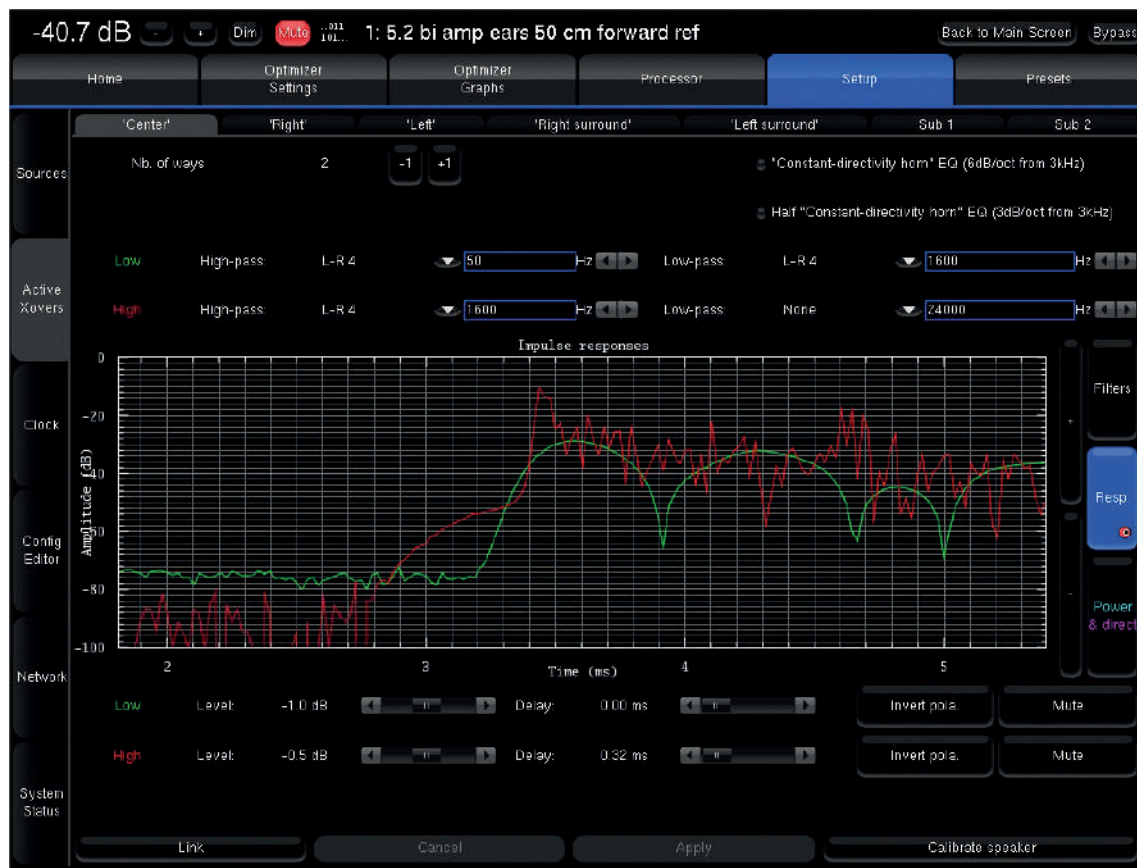 -40.7 dB - + Dim Mute ..011 101... 1: 5.2 bi amp ears 50 cm forward ref Back to Main Screen Bypass
Home Optimizer Settings Optimizer Graphs Processor Setup Presets
'Center' 'Right' 'Left' 'Right surround' 'Left surround' Sub 1 Sub 2
Sources
Nb. of ways 2 -1 +1 "Constant-directivity horn" EQ (6dB/oct from 3kHz)
Half "Constant-directivity horn" EQ (3dB/oct from 3kHz)
Low High-pass: L-R 4 50 Hz Low-pass: L-R 4 1600 Hz
Active Xovers
High High-pass: L-R 4 1600 Hz Low-pass: None 24000 Hz
Impulse responses
0
-20
-40
-60
-80
-100
Amplitude (dB)
2 3 4 5
Time (ms)
+
-
Filters
Resp.
Power & direct
Clock
Config Editor
Network
System Status
Low Level: -1.0 dB Delay: 0.00 ms Invert pola. Mute
High Level: -0.5 dB Delay: 0.32 ms Invert pola. Mute
Link Cancel Apply Calibrate speaker